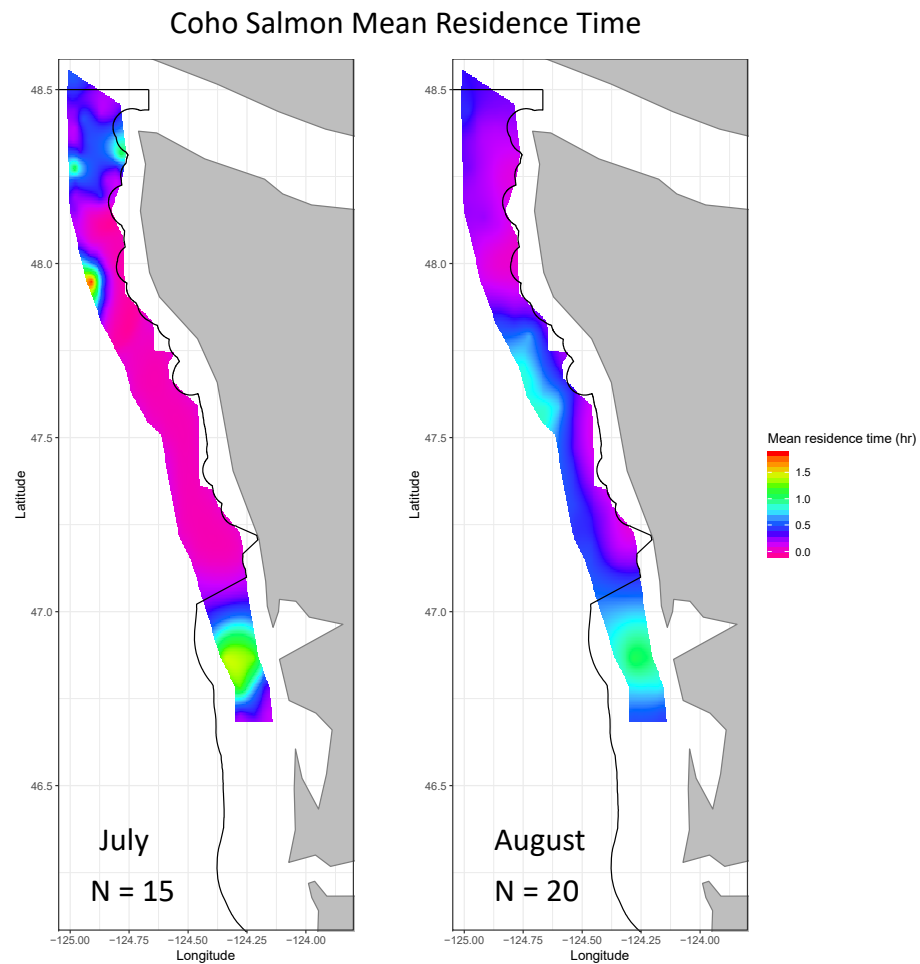 Coho Salmon Mean Residence Time
48.5
48.0
47.5
47.0
46.5
Latitude
July
N = 15
−125.00
−124.75
−124.50
−124.25
−124.00
Longitude
48.5
48.0
47.5
47.0
46.5
Latitude
August
N = 20
−125.00
−124.75
−124.50
−124.25
−124.00
Longitude
Mean residence time (hr)
1.5
1.0
0.5
0.0